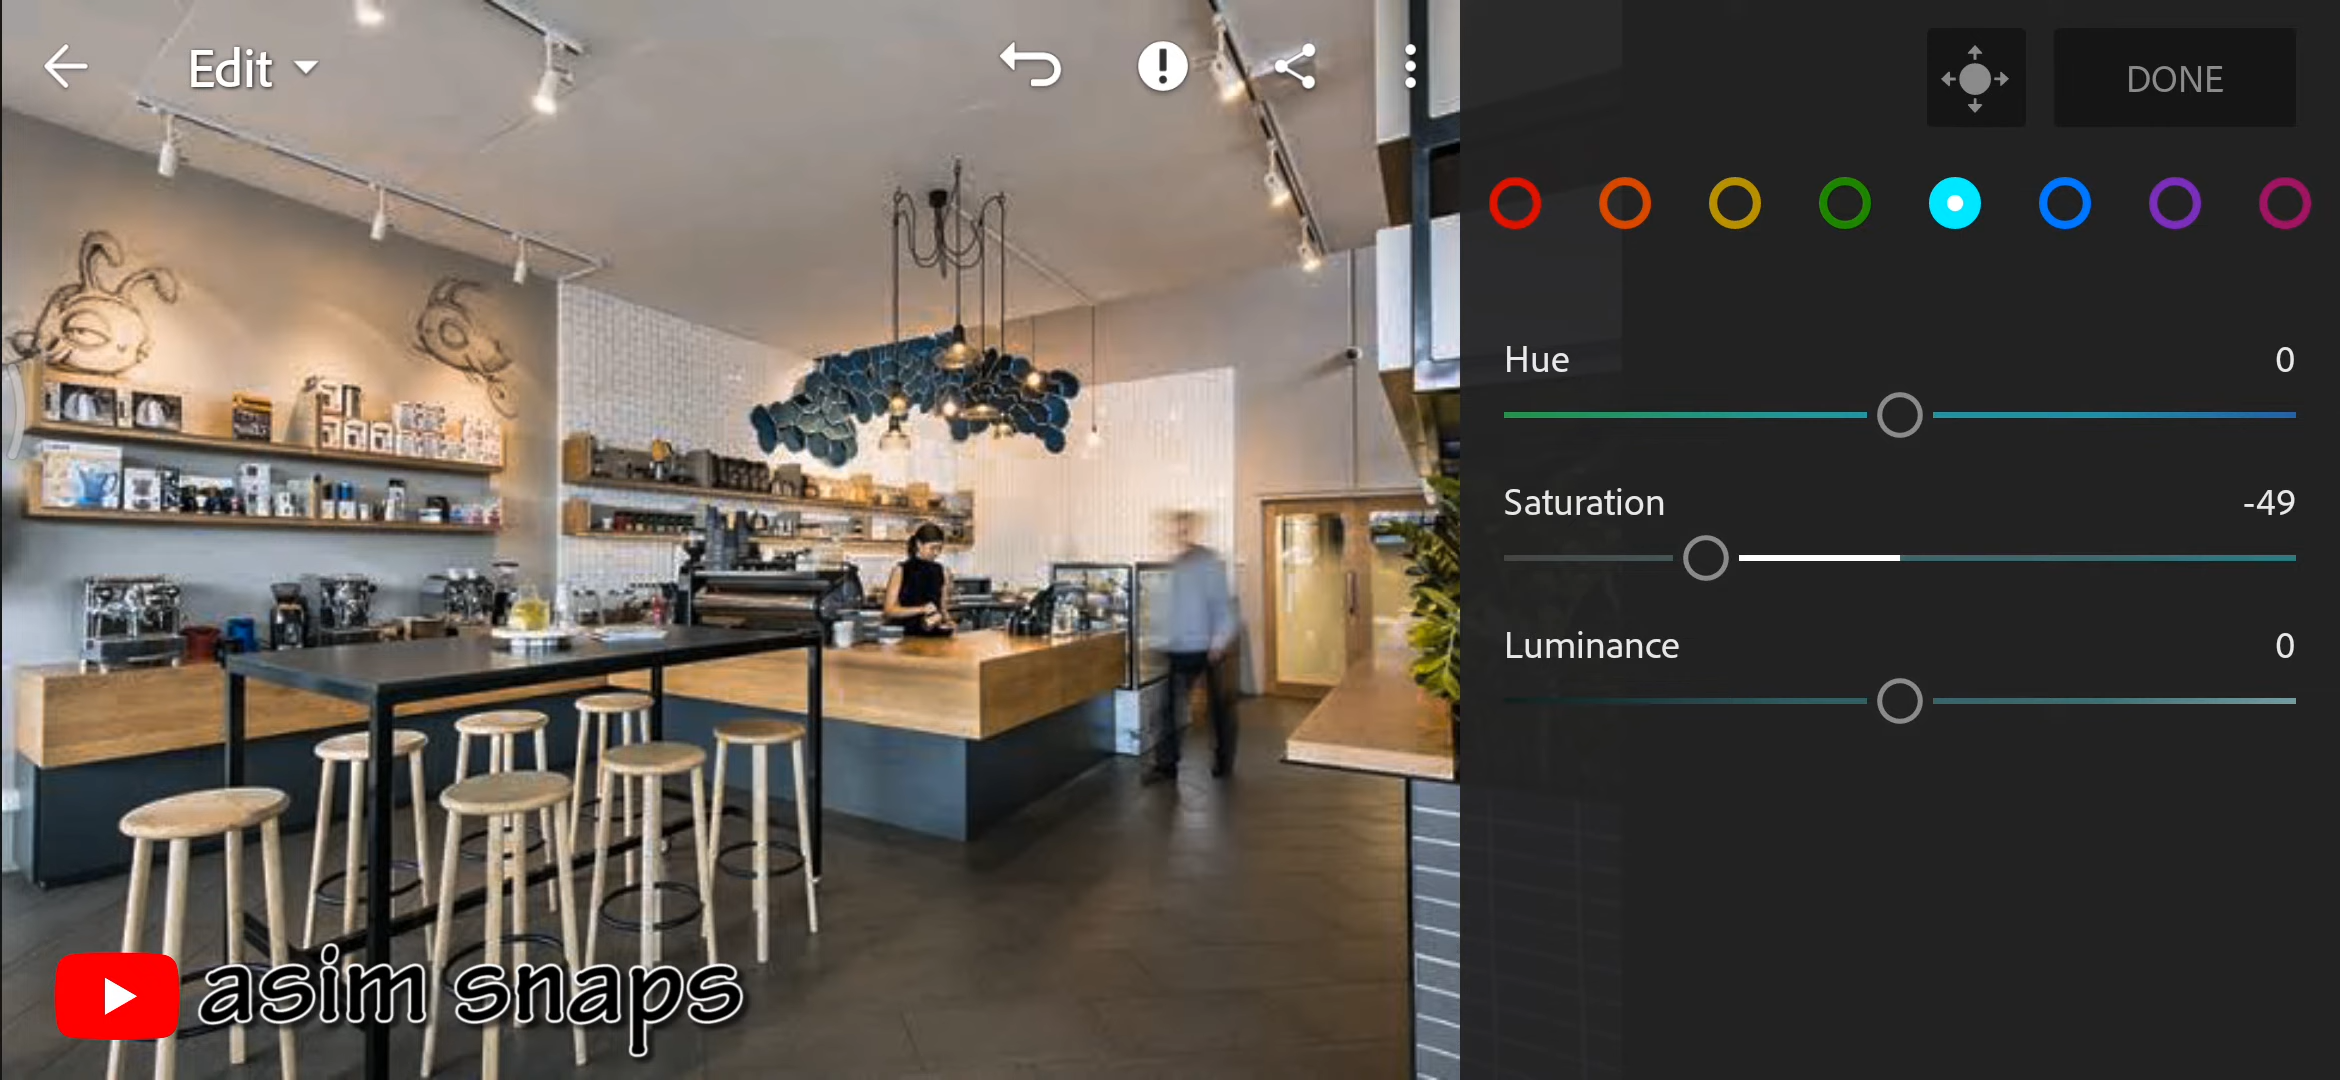 Edit
DONE
Hue 0
Saturation -49
Luminance 0
asim snaps